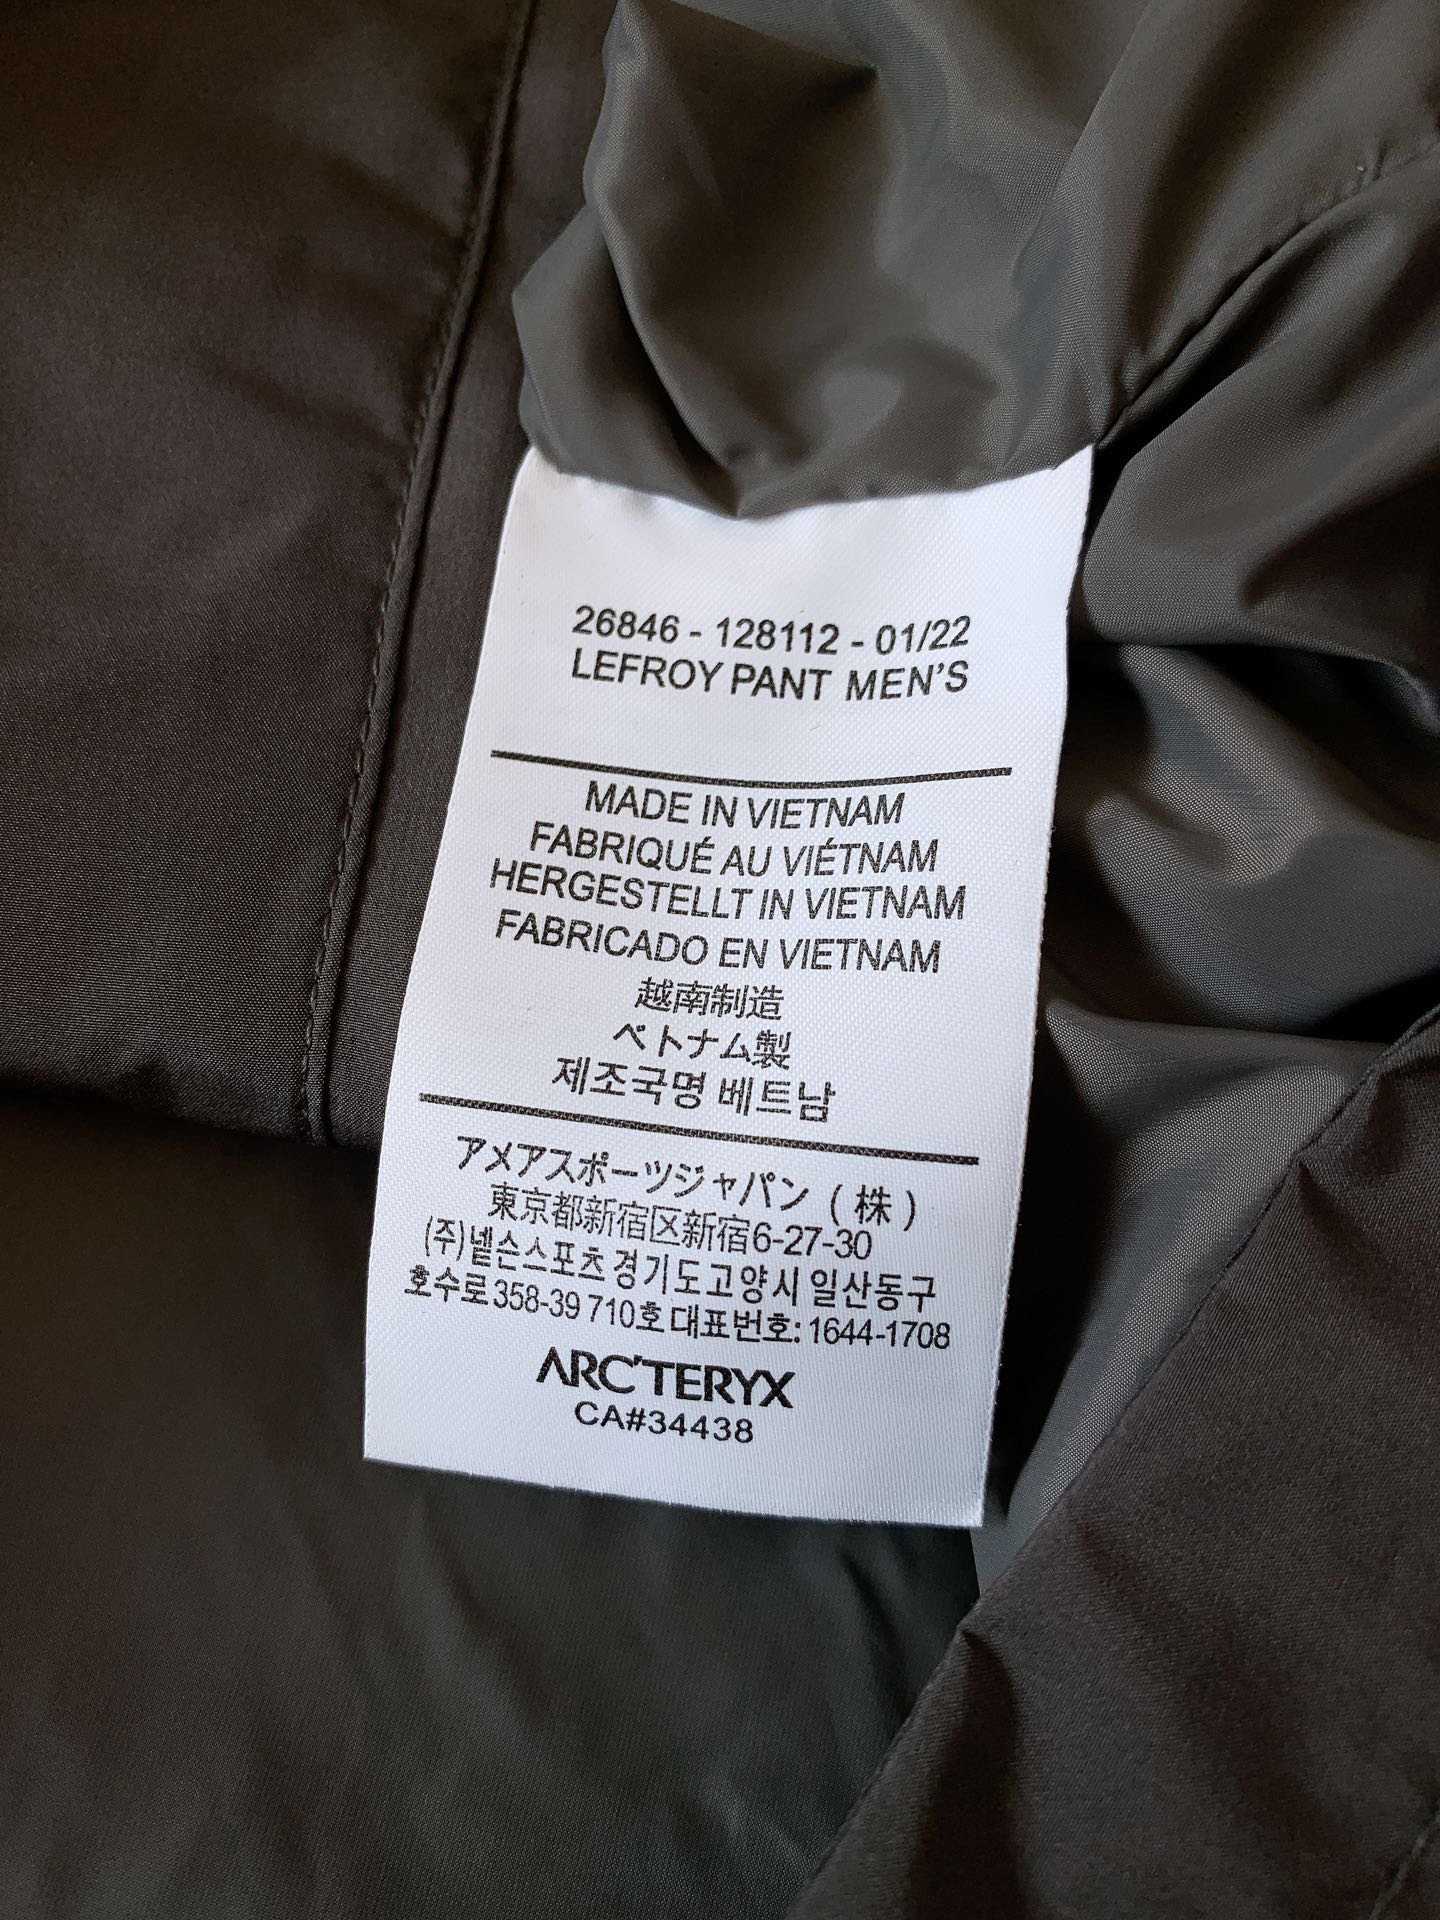 26846 - 128112 - 01/22
LEFROY PANT MEN'S
MADE IN VIETNAM
FABRIQUÉ AU VIÉTNAM
HERGESTELLT IN VIETNAM
FABRICADO EN VIETNAM
越南制造
ベトナム製
제조국명 베트남
アメアスポーツジャパン（株）
東京都新宿区新宿6-27-30
(주)넬슨스포츠 경기도고양시 일산동구
호수로358-39 710호 대표번호: 1644-1708
ARC'TERYX
CA#34438